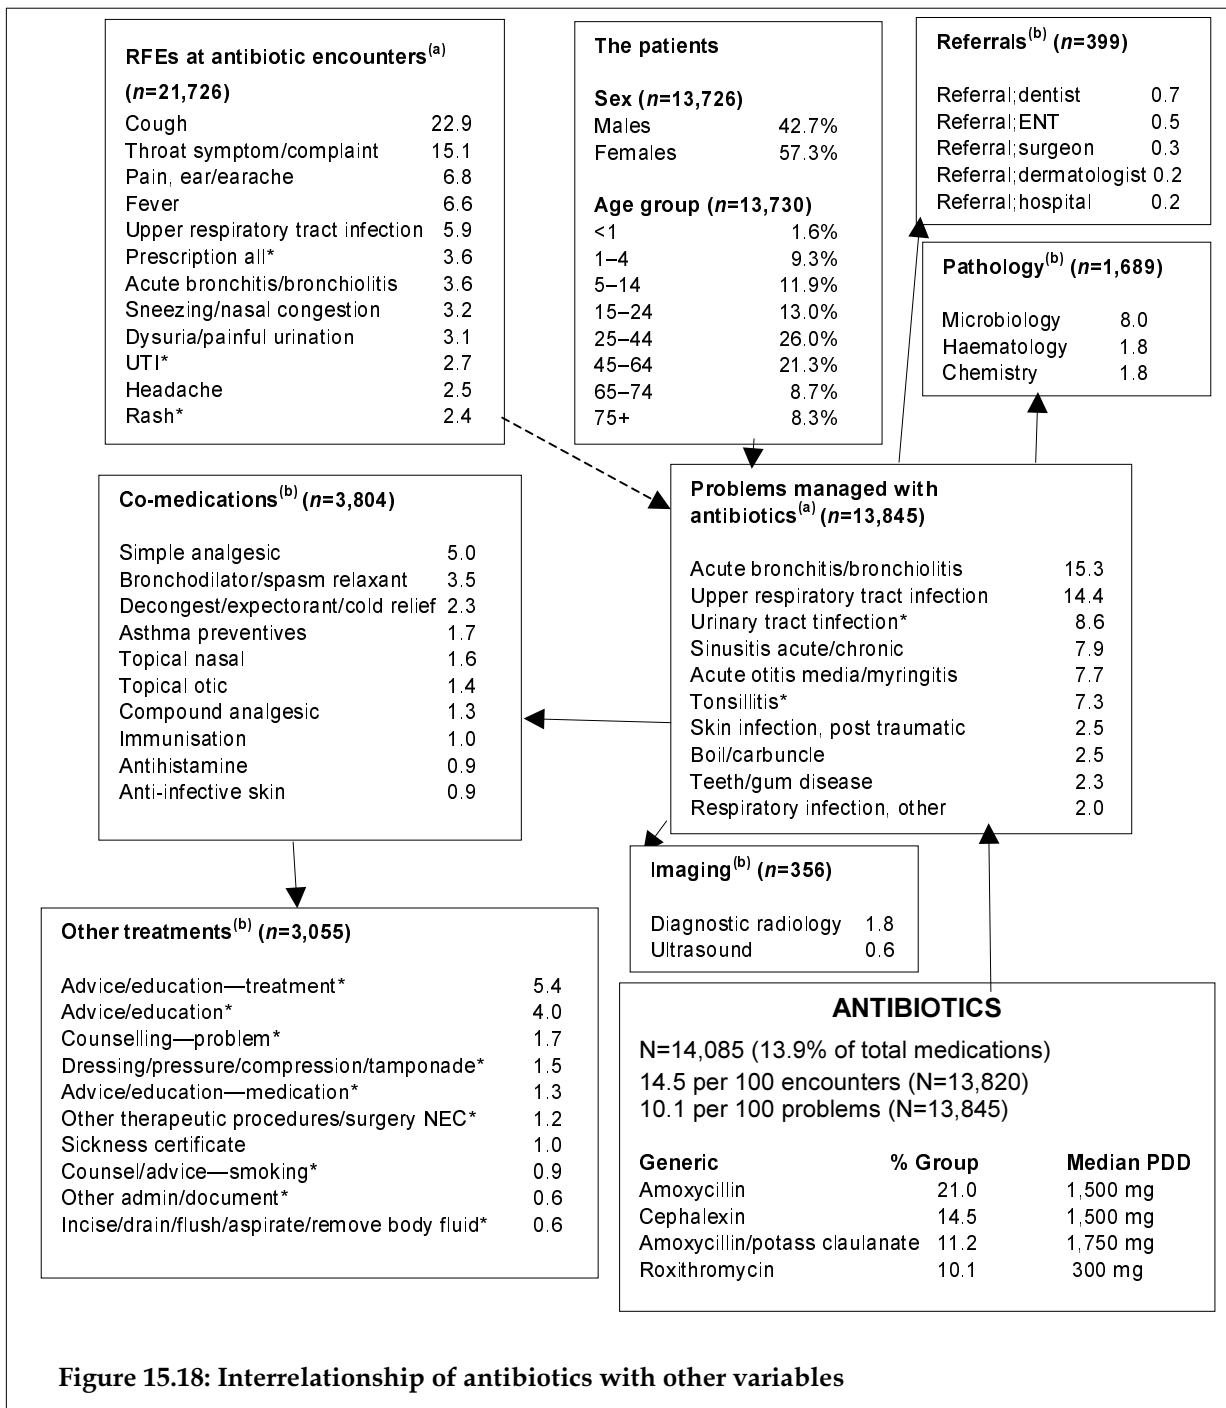 RFEs at antibiotic encounters(a)
(n=21,726)
Cough 22.9
Throat symptom/complaint 15.1
Pain, ear/earache 6.8
Fever 6.6
Upper respiratory tract infection 5.9
Prescription all* 3.6
Acute bronchitis/bronchiolitis 3.6
Sneezing/nasal congestion 3.2
Dysuria/painful urination 3.1
UTI* 2.7
Headache 2.5
Rash* 2.4
The patients
Sex (n=13,726)
Males 42.7%
Females 57.3%
Age group (n=13,730)
<1 1.6%
1–4 9.3%
5–14 11.9%
15–24 13.0%
25–44 26.0%
45–64 21.3%
65–74 8.7%
75+ 8.3%
Referrals(b) (n=399)
Referral;dentist 0.7
Referral;ENT 0.5
Referral;surgeon 0.3
Referral;dermatologist 0.2
Referral;hospital 0.2
Pathology(b) (n=1,689)
Microbiology 8.0
Haematology 1.8
Chemistry 1.8
Co-medications(b) (n=3,804)
Simple analgesic 5.0
Bronchodilator/spasm relaxant 3.5
Decongest/expectorant/cold relief 2.3
Asthma preventives 1.7
Topical nasal 1.6
Topical otic 1.4
Compound analgesic 1.3
Immunisation 1.0
Antihistamine 0.9
Anti-infective skin 0.9
Problems managed with
antibiotics(a) (n=13,845)
Acute bronchitis/bronchiolitis 15.3
Upper respiratory tract infection 14.4
Urinary tract tinfection* 8.6
Sinusitis acute/chronic 7.9
Acute otitis media/myringitis 7.7
Tonsillitis* 7.3
Skin infection, post traumatic 2.5
Boil/carbuncle 2.5
Teeth/gum disease 2.3
Respiratory infection, other 2.0
Imaging(b) (n=356)
Diagnostic radiology 1.8
Ultrasound 0.6
Other treatments(b) (n=3,055)
Advice/education—treatment* 5.4
Advice/education* 4.0
Counselling—problem* 1.7
Dressing/pressure/compression/tamponade* 1.5
Advice/education—medication* 1.3
Other therapeutic procedures/surgery NEC* 1.2
Sickness certificate 1.0
Counsel/advice—smoking* 0.9
Other admin/document* 0.6
Incise/drain/flush/aspirate/remove body fluid* 0.6
ANTIBIOTICS
N=14,085 (13.9% of total medications)
14.5 per 100 encounters (N=13,820)
10.1 per 100 problems (N=13,845)
Generic % Group Median PDD
Amoxycillin 21.0 1,500 mg
Cephalexin 14.5 1,500 mg
Amoxycillin/potass claulanate 11.2 1,750 mg
Roxithromycin 10.1 300 mg
Figure 15.18: Interrelationship of antibiotics with other variables